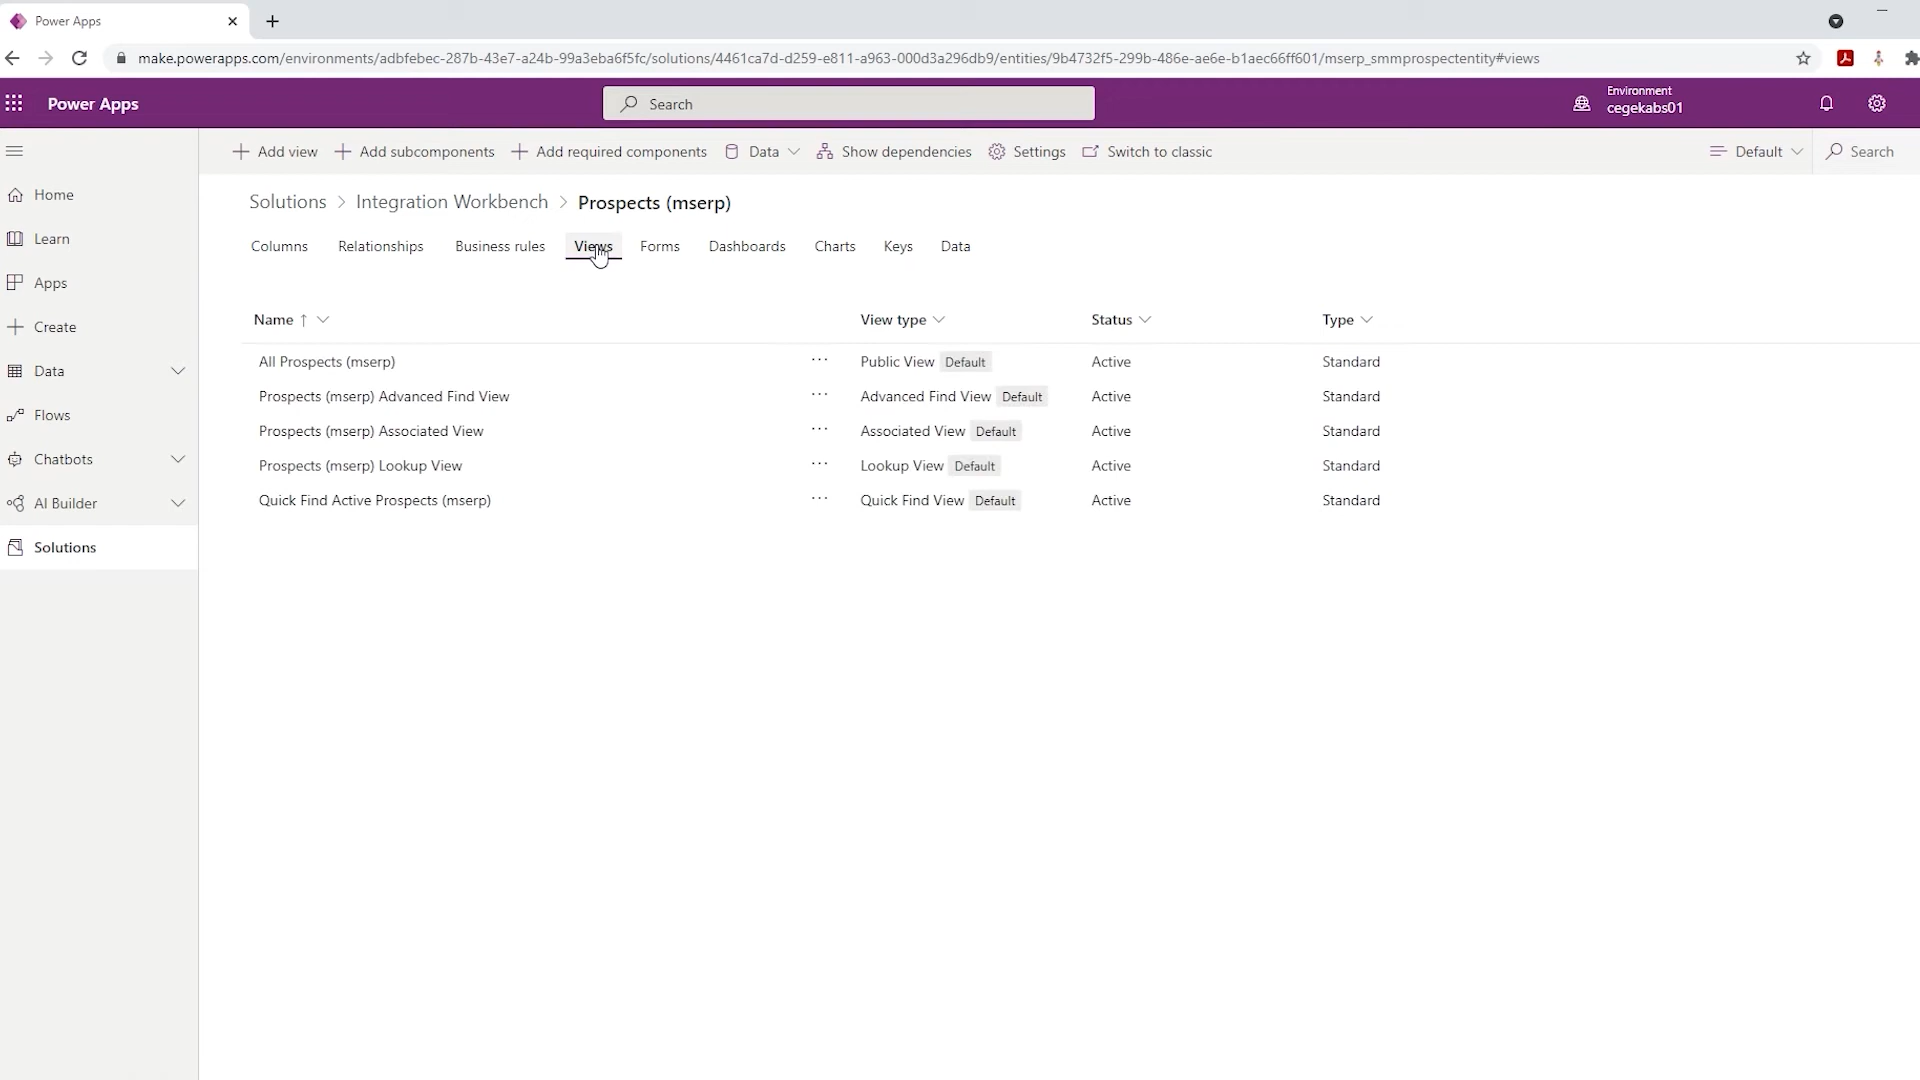 Power Apps
make.powerapps.com/environments/adbfebec-287b-43e7-a24b-99a3eba6f5fc/solutions/4461ca7d-d259-e811-a963-000d3a296db9/entities/9b4732f5-299b-486e-ae6e-b1aec66ff601/mserp_smmprospectentity#views
Power Apps
Search
Environment
cegekabs01
Add view
Add subcomponents
Add required components
Data
Show dependencies
Settings
Switch to classic
Default
Search
Home
Learn
Apps
Create
Data
Flows
Chatbots
AI Builder
Solutions
Solutions > Integration Workbench > Prospects (mserp)
Columns Relationships Business rules Views Forms Dashboards Charts Keys Data
Name ↑ View type Status Type
All Prospects (mserp) ··· Public View Default Active Standard
Prospects (mserp) Advanced Find View ··· Advanced Find View Default Active Standard
Prospects (mserp) Associated View ··· Associated View Default Active Standard
Prospects (mserp) Lookup View ··· Lookup View Default Active Standard
Quick Find Active Prospects (mserp) ··· Quick Find View Default Active Standard